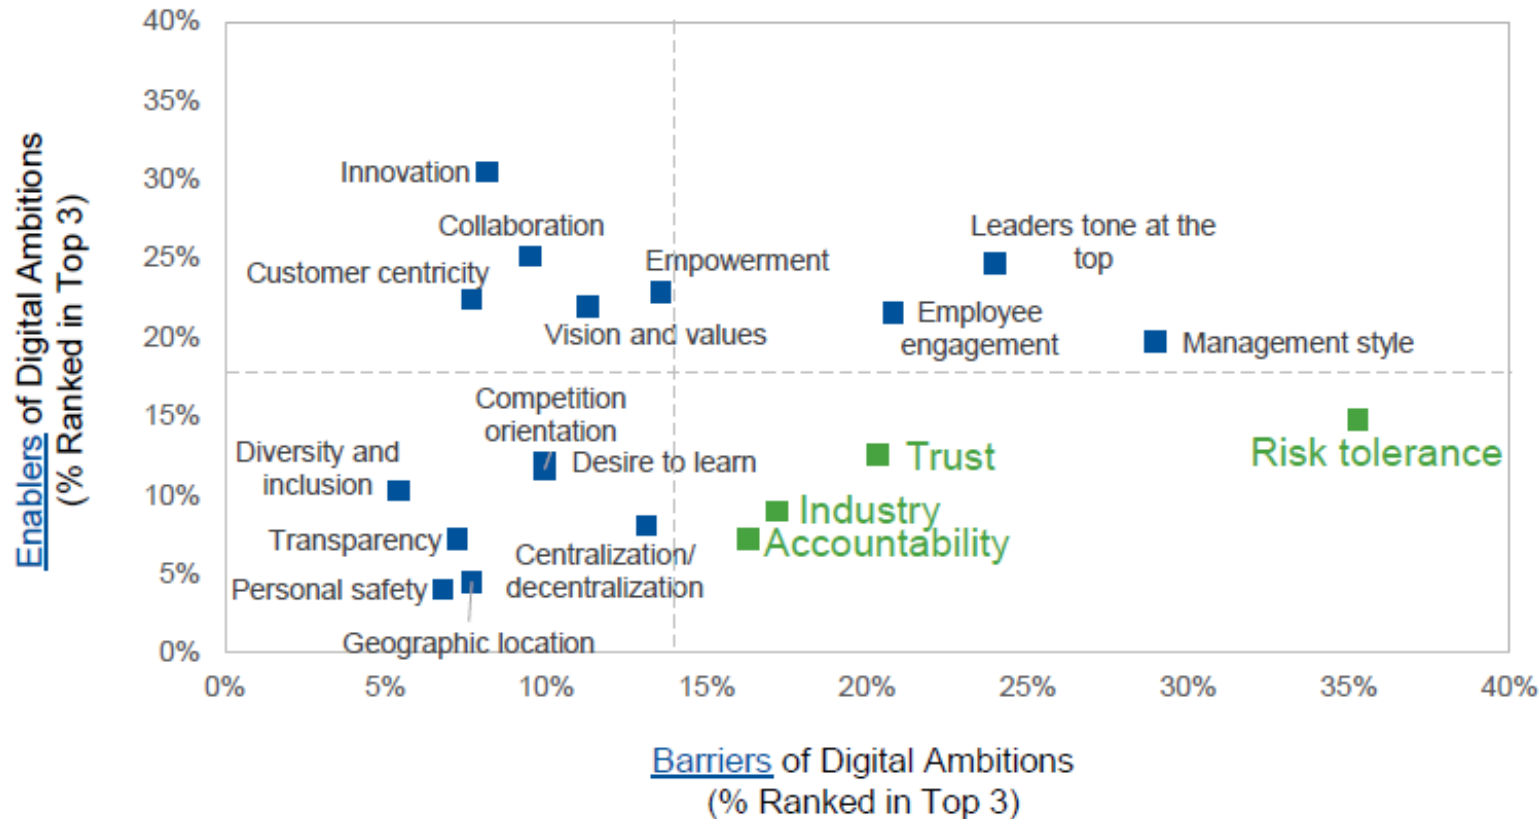 40%
35%
30%
25%
20%
15%
10%
5%
0%
Enablers of Digital Ambitions
(% Ranked in Top 3)
Innovation
Collaboration
Customer centricity
Empowerment
Vision and values
Leaders tone at the
top
Employee
engagement
Management style
Competition
orientation
Desire to learn
Diversity and
inclusion
Transparency
Personal safety
Geographic location
Centralization/
decentralization
Trust
Risk tolerance
Industry
Accountability
0%
5%
10%
15%
20%
25%
30%
35%
40%
Barriers of Digital Ambitions
(% Ranked in Top 3)